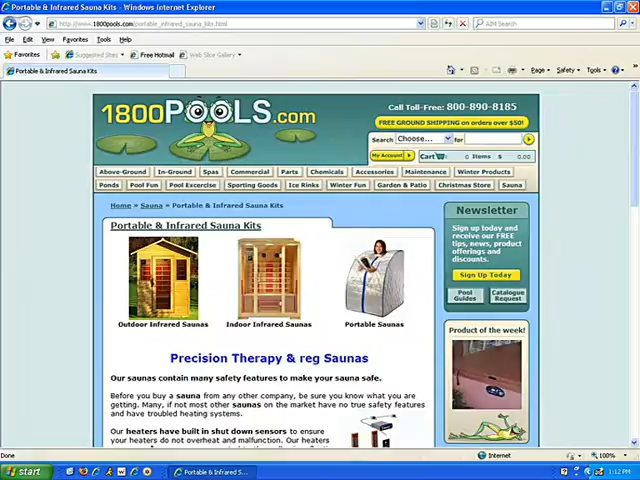 Portable & Infrared Sauna Kits - Windows Internet Explorer
http://www.1800pools.com/portable_infrared_sauna_kits.html
AIM Search
File Edit View Favorites Tools
Favorites Suggested Sites Free Hotmail Web Slice Gallery
Portable & Infrared Sauna Kits
Page Safety Tools
1800POOLS.com
Call Toll-Free: 800-890-8185
FREE GROUND SHIPPING on orders over $50!
Search Choose...
My Account Cart 0 Items $ 0.00
Above-Ground In-Ground Spas Commercial Parts Chemicals Accessories Maintenance Winter Products
Ponds Pool Fun Pool Excercise Sporting Goods Ice Rinks Winter Fun Garden & Patio Christmas Store Sauna
Home » Sauna » Portable & Infrared Sauna Kits
Portable & Infrared Sauna Kits
Outdoor Infrared Saunas Indoor Infrared Saunas Portable Saunas
Precision Therapy & reg Saunas
Our saunas contain many safety features to make your sauna safe.
Before you buy a sauna from any other company, be sure you know what you are
getting. Many, if not most other saunas on the market have no true safety features
and have troubled heating systems.
Our heaters have built in shut down sensors to ensure
your heaters do not overheat and malfunction. Our heaters
Newsletter
Sign up today and
receive our FREE
tips, news, product
offerings and
discounts.
Sign Up Today
Pool Guides
Catalogue Request
Product of the week!
Done Internet 100%
start Portable & Infrared S... 1:12 PM